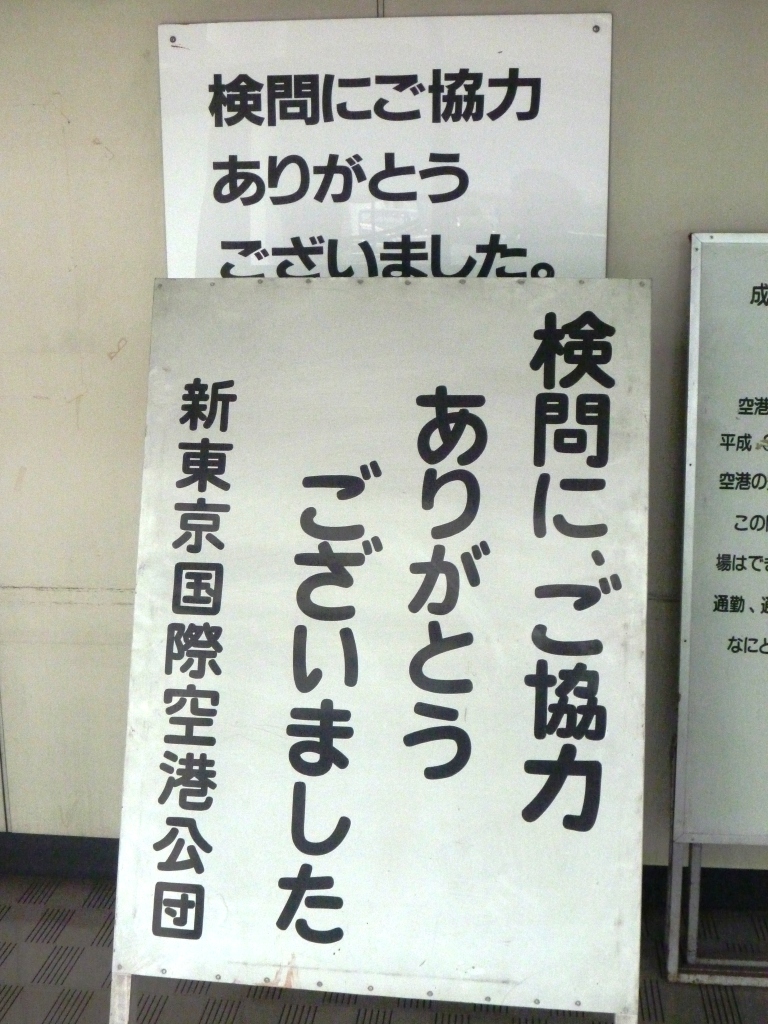 検問にご協力
ありがとう
ございました。
検問に、ご協力
ありがとう
ございました
新東京国際空港公団
成
空港
平成
空港の
この
場はでき
通勤、通
なにと